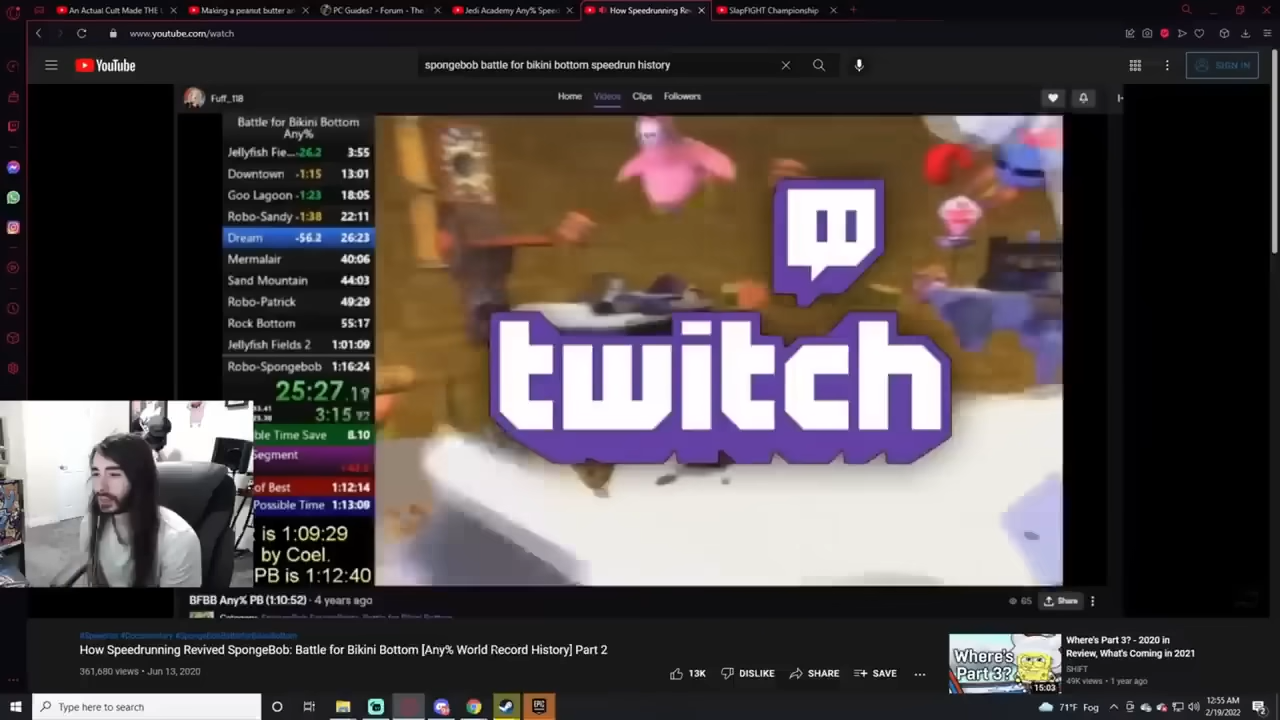 An Actual Cult Made THE
Making a peanut butter an
PC Guides? - Forum - The
Jedi Academy Any% Speed
How Speedrunning Re
SlapFIGHT Championship
www.youtube.com/watch
YouTube
spongebob battle for bikini bottom speedrun history
SIGN IN
Fuff_118
Home Videos Clips Followers
Battle for Bikini Bottom
Any%
Jellyfish Fie... -26.2 3:55
Downtown -1:15 13:01
Goo Lagoon -1:23 18:05
Robo-Sandy -1:38 22:11
Dream -56.2 26:23
Mermalair 40:06
Sand Mountain 44:03
Robo-Patrick 49:29
Rock Bottom 55:17
Jellyfish Fields 2 1:01:09
Robo-Spongebob 1:16:24
twitch
25:27
3:15
ble Time Save 8.10
Segment
of Best 1:12:14
Possible Time 1:13:09
is 1:09:29
by Coel.
PB is 1:12:40
BFBB Any% PB (1:10:52) · 4 years ago
65
Share
#Speedrun #Documentary #SpongeBobBattleforBikiniBottom
How Speedrunning Revived SpongeBob: Battle for Bikini Bottom [Any% World Record History] Part 2
361,680 views · Jun 13, 2020
13K
DISLIKE
SHARE
SAVE
Where's
Part 3?
15:03
Where's Part 3? - 2020 in
Review, What's Coming in 2021
SHIFT
49K views · 1 year ago
Type here to search
71°F Fog
12:55 AM
2/19/2022